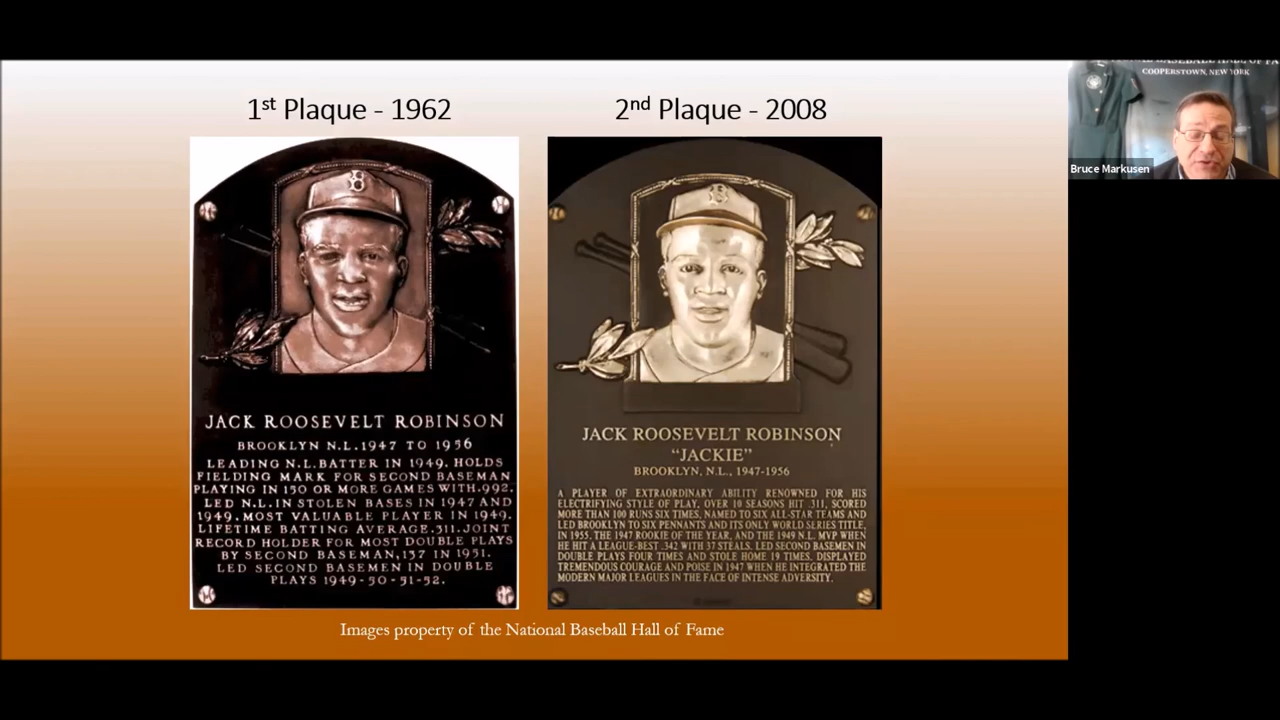 1st Plaque - 1962
JACK ROOSEVELT ROBINSON
BROOKLYN N.L. 1947 TO 1956
LEADING N.L. BATTER IN 1949. HOLDS
FIELDING MARK FOR SECOND BASEMAN
PLAYING IN 150 OR MORE GAMES WITH .992.
LED N.L. IN STOLEN BASES IN 1947 AND
1949. MOST VALUABLE PLAYER IN 1949.
LIFETIME BATTING AVERAGE .311. JOINT
RECORD HOLDER FOR MOST DOUBLE PLAYS
BY SECOND BASEMAN, 137 IN 1951.
LED SECOND BASEMEN IN DOUBLE
PLAYS 1949-50-51-52.
2nd Plaque - 2008
JACK ROOSEVELT ROBINSON
"JACKIE"
BROOKLYN, N.L., 1947-1956
A PLAYER OF EXTRAORDINARY ABILITY RENOWNED FOR HIS
ELECTRIFYING STYLE OF PLAY. OVER 10 SEASONS HIT .311, SCORED
MORE THAN 100 RUNS SIX TIMES, NAMED TO SIX ALL-STAR TEAMS AND
LED BROOKLYN TO SIX PENNANTS AND ITS ONLY WORLD SERIES TITLE,
IN 1955. THE 1947 ROOKIE OF THE YEAR, AND THE 1949 N.L. MVP WHEN
HE HIT A LEAGUE-BEST .342 WITH 37 STEALS. LED SECOND BASEMEN IN
DOUBLE PLAYS FOUR TIMES AND STOLE HOME 19 TIMES. DISPLAYED
TREMENDOUS COURAGE AND POISE IN 1947 WHEN HE INTEGRATED THE
MODERN MAJOR LEAGUES IN THE FACE OF INTENSE ADVERSITY.
Images property of the National Baseball Hall of Fame
BASEBALL HALL OF
COOPERSTOWN, NEW YORK
Bruce Markusen